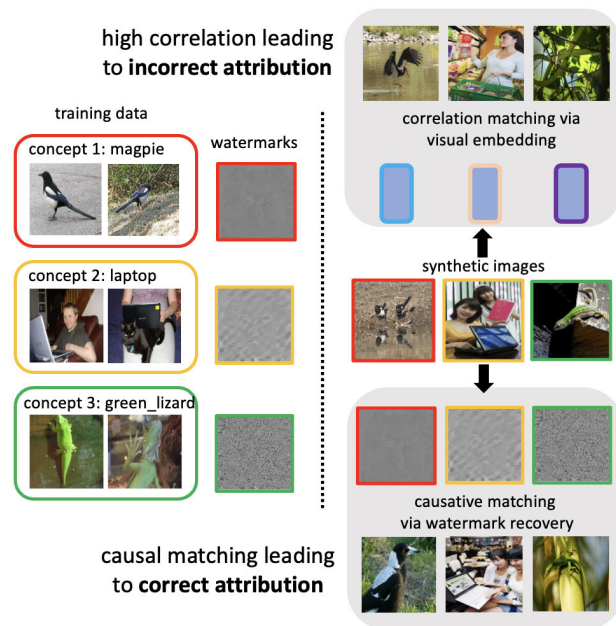 high correlation leading
to incorrect attribution
training data
watermarks
concept 1: magpie
concept 2: laptop
concept 3: green_lizard
causal matching leading
to correct attribution
correlation matching via
visual embedding
synthetic images
causative matching
via watermark recovery